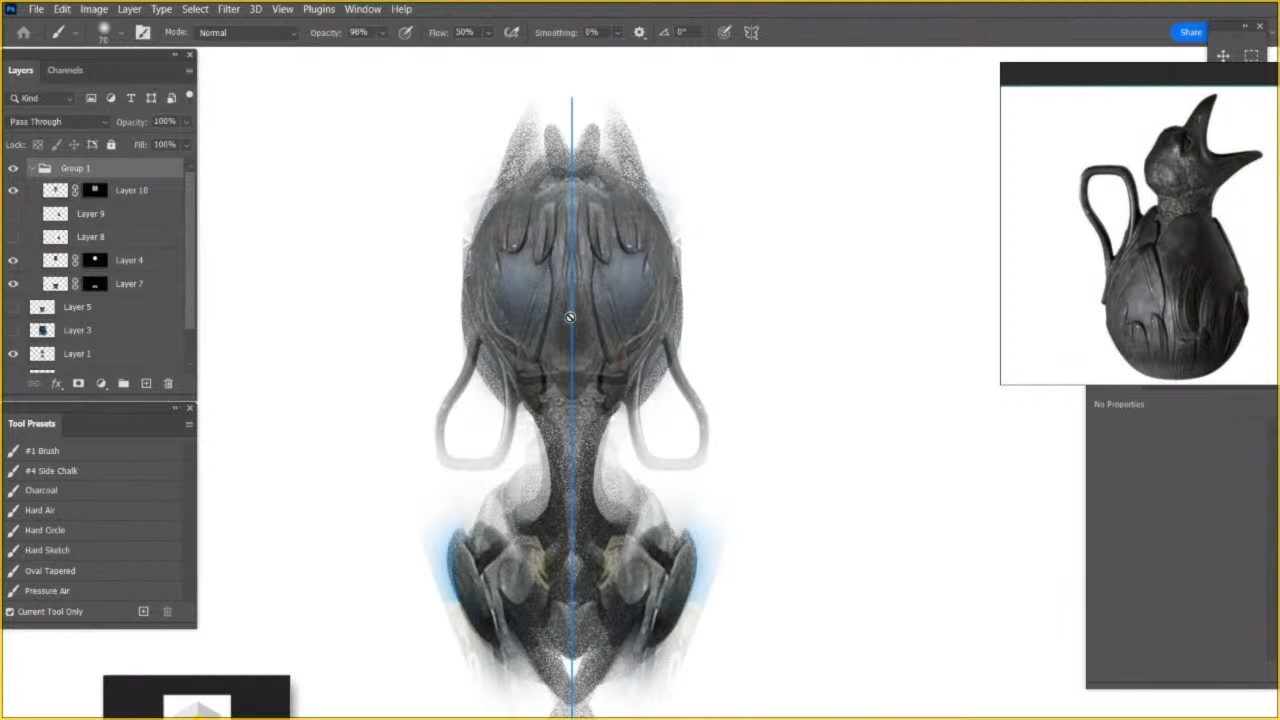 Ps File Edit Image Layer Type Select Filter 3D View Plugins Window Help
70 Mode: Normal Opacity: 98% Flow: 50% Smoothing: 0% 0° Share
Layers Channels
Kind
Pass Through Opacity: 100%
Lock: Fill: 100%
Group 1
Layer 10
Layer 9
Layer 8
Layer 4
Layer 7
Layer 5
Layer 3
Layer 1
fx
Tool Presets
#1 Brush
#4 Side Chalk
Charcoal
Hard Air
Hard Circle
Hard Sketch
Oval Tapered
Pressure Air
Current Tool Only
No Properties